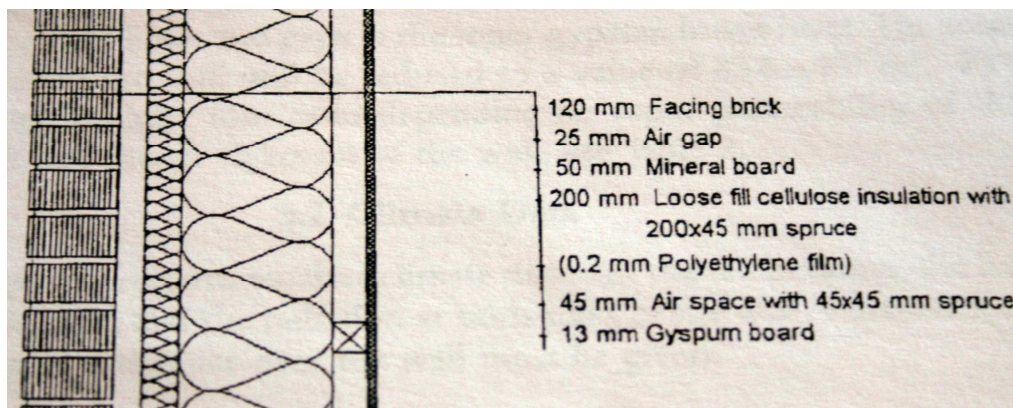 120 mm Facing brick
25 mm Air gap
50 mm Mineral board
200 mm Loose fill cellulose insulation with
200x45 mm spruce
(0.2 mm Polyethylene film)
45 mm Air space with 45x45 mm spruce
13 mm Gyspum board